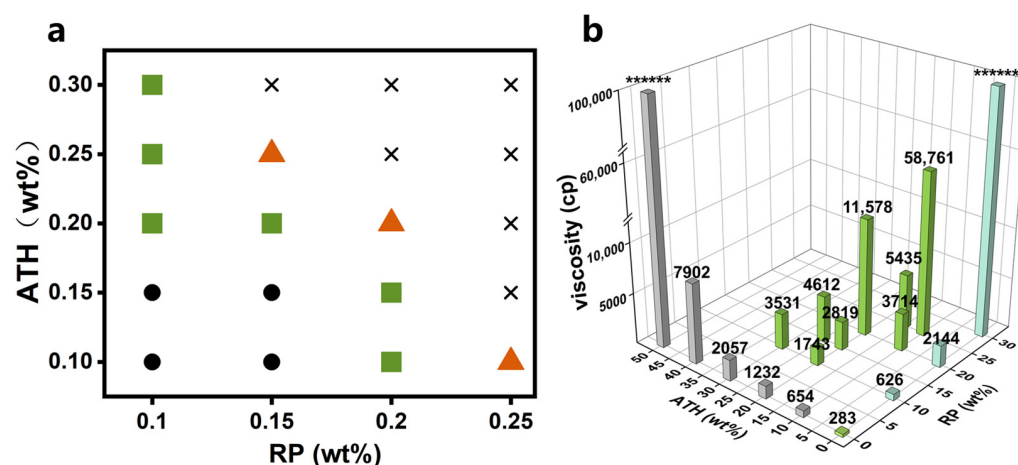 a
ATH (wt%)
0.30
0.25
0.20
0.15
0.10
0.1 0.15 0.2 0.25
RP (wt%)
b
viscosity (cp)
100,000
60,000
10,000
5000
******
******
58,761
11,578
7902
5435
4612
3531
3714
2819
1743
2144
2057
1232
654
626
283
50 45 40 35 30 25 20 15 10 5 0
ATH (wt%)
0 5 10 15 20 25 30
RP (wt%)